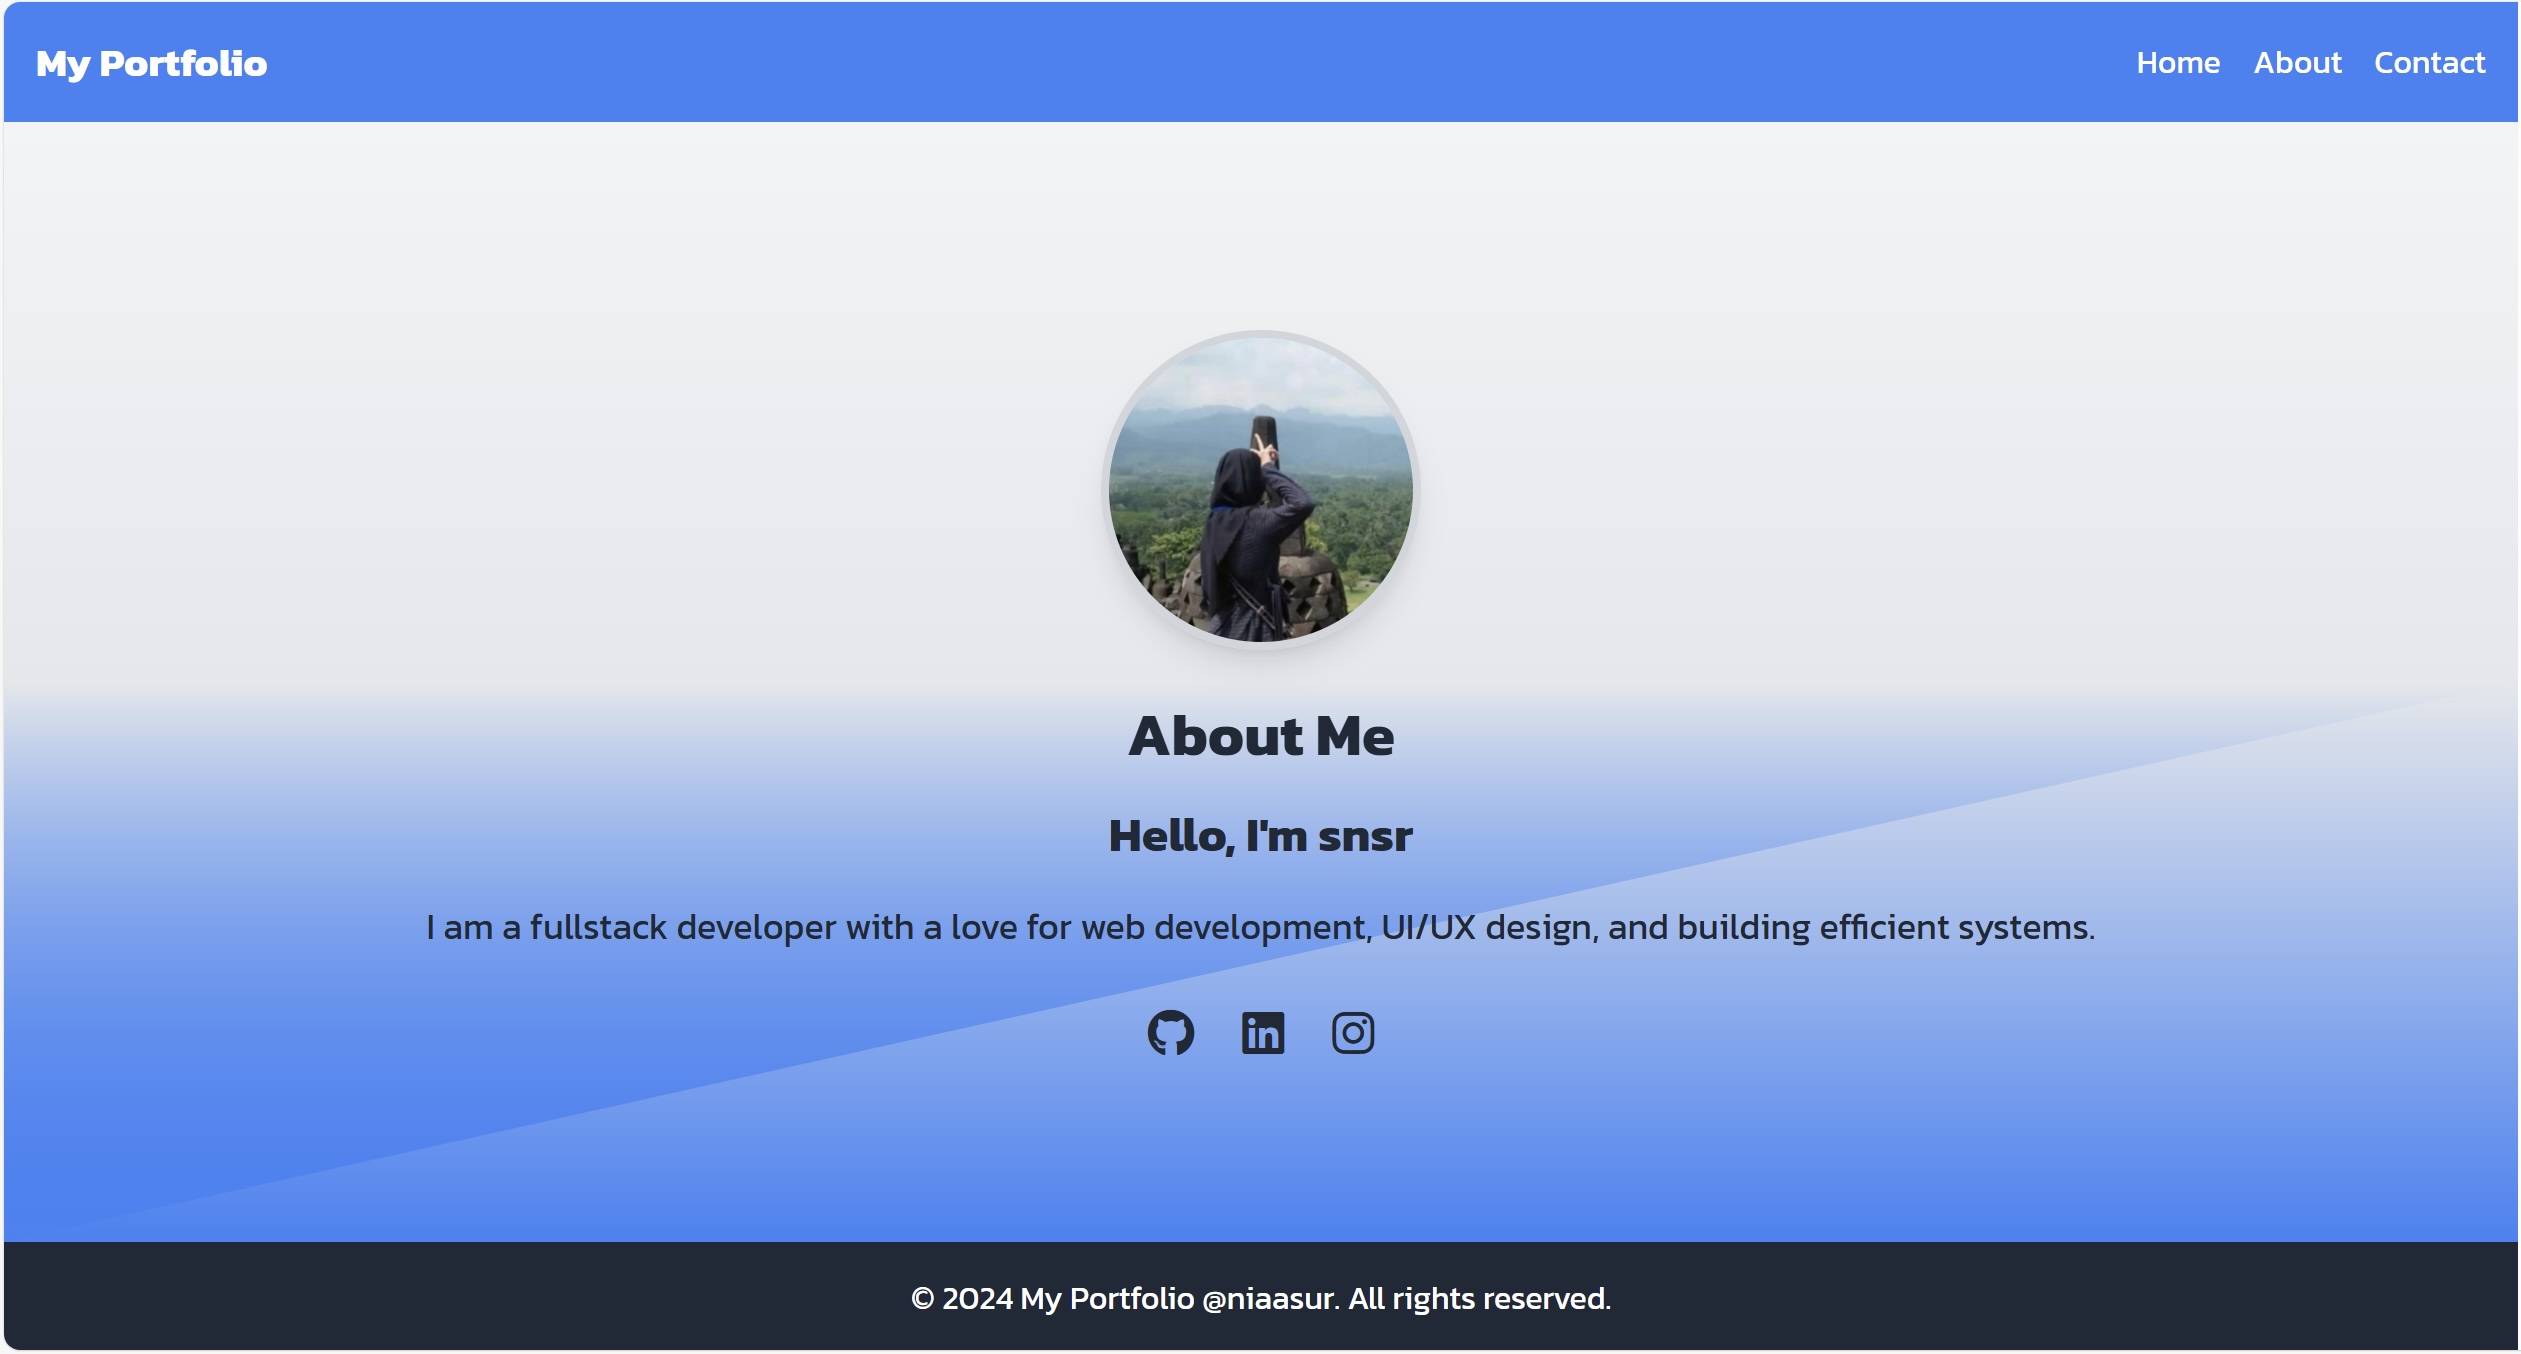 My Portfolio
Home About Contact
About Me
Hello, I'm snsr
I am a fullstack developer with a love for web development, UI/UX design, and building efficient systems.
© 2024 My Portfolio @niaasur. All rights reserved.